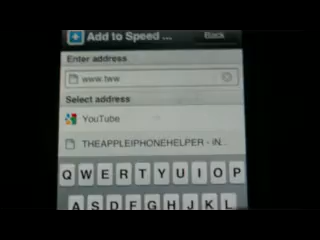 Add to Speed ...
Back
Enter address
www.tww
Select address
YouTube
THEAPPLEIPHONEHELPER - iN...
Q W E R T Y U I O P
A S D F G H J K L